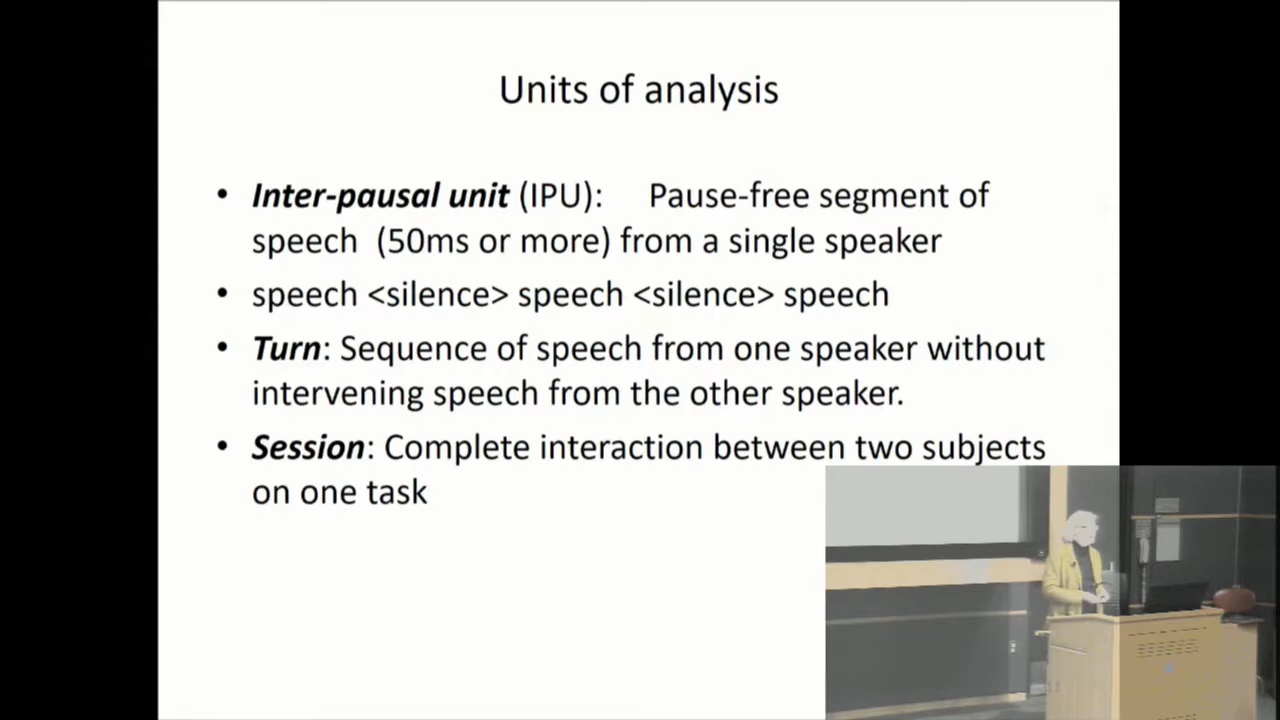 Units of analysis
• Inter-pausal unit (IPU): Pause-free segment of
speech (50ms or more) from a single speaker
• speech <silence> speech <silence> speech
• Turn: Sequence of speech from one speaker without
intervening speech from the other speaker.
• Session: Complete interaction between two subjects
on one task